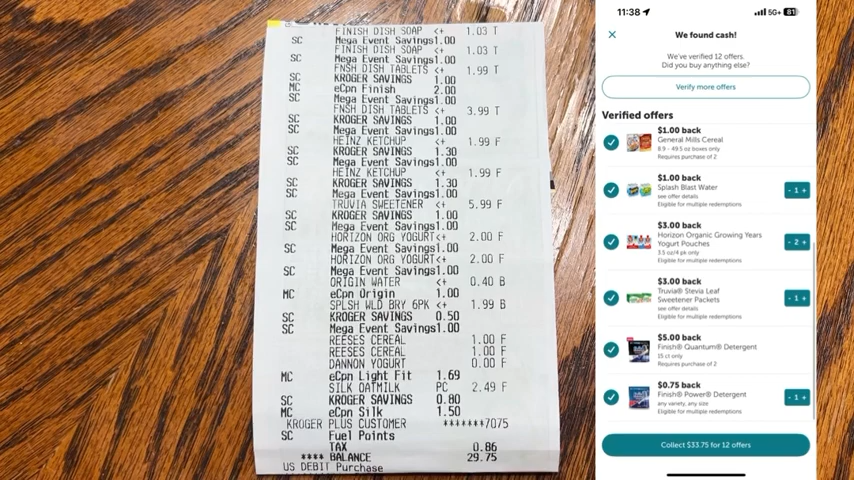 FINISH DISH SOAP <+ 1.03 T
SC Mega Event Savings1.00
FINISH DISH SOAP <+ 1.03 T
SC Mega Event Savings1.00
FNSH DISH TABLETS <+ 1.99 T
SC KROGER SAVINGS 1.00
MC eCpn Finish 2.00
SC Mega Event Savings1.00
FNSH DISH TABLETS <+ 3.99 T
SC KROGER SAVINGS 1.00
SC Mega Event Savings1.00
HEINZ KETCHUP <+ 1.99 F
SC KROGER SAVINGS 1.30
SC Mega Event Savings1.00
HEINZ KETCHUP <+ 1.99 F
SC KROGER SAVINGS 1.30
SC Mega Event Savings1.00
TRUVIA SWEETENER <+ 5.99 F
SC KROGER SAVINGS 1.00
SC Mega Event Savings1.00
HORIZON ORG YOGURT<+ 2.00 F
SC Mega Event Savings1.00
HORIZON ORG YOGURT<+ 2.00 F
SC Mega Event Savings1.00
ORIGIN WATER <+ 0.40 B
MC eCpn Origin 1.00
SPLSH WLD BRY 6PK <+ 1.99 B
SC KROGER SAVINGS 0.50
SC Mega Event Savings1.00
REESES CEREAL 1.00 F
REESES CEREAL 1.00 F
DANNON YOGURT 0.00 F
MC eCpn Light Fit 1.69
SILK OATMILK PC 2.49 F
SC KROGER SAVINGS 0.80
MC eCpn Silk 1.50
KROGER PLUS CUSTOMER *******7075
SC Fuel Points
TAX 0.86
**** BALANCE 29.75
US DEBIT Purchase
11:38 5G+ 81
We found cash!
We've verified 12 offers.
Did you buy anything else?
Verify more offers
Verified offers
$1.00 back
General Mills Cereal
8.9 - 49.5 oz boxes only
Requires purchase of 2
$1.00 back
Splash Blast Water
see offer details
Eligible for multiple redemptions
- 1 +
$3.00 back
Horizon Organic Growing Years
Yogurt Pouches
3.5 oz/4 pk only
Eligible for multiple redemptions
- 2 +
$3.00 back
Truvia® Stevia Leaf
Sweetener Packets
see offer details
Eligible for multiple redemptions
- 1 +
$5.00 back
Finish® Quantum® Detergent
15 ct only
Requires purchase of 2
$0.75 back
Finish® Power® Detergent
any variety, any size
Eligible for multiple redemptions
- 1 +
Collect $33.75 for 12 offers